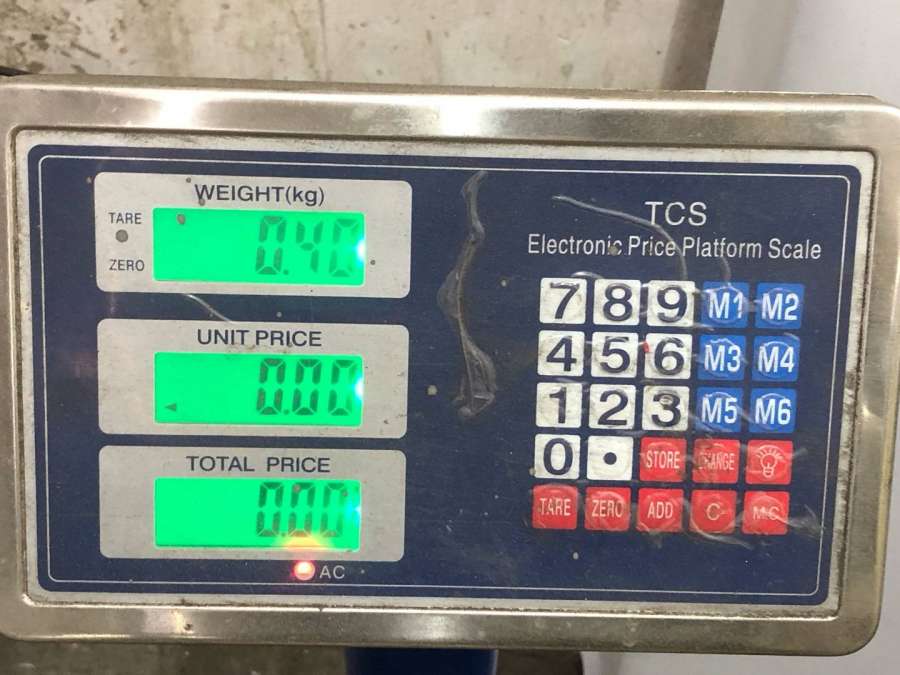 WEIGHT(kg)
TARE
ZERO
0.40
UNIT PRICE
0.00
TOTAL PRICE
0.00
AC
TCS
Electronic Price Platform Scale
7 8 9 M1 M2
4 5 6 M3 M4
1 2 3 M5 M6
0 . STORE CHANGE
TARE ZERO ADD C M.C